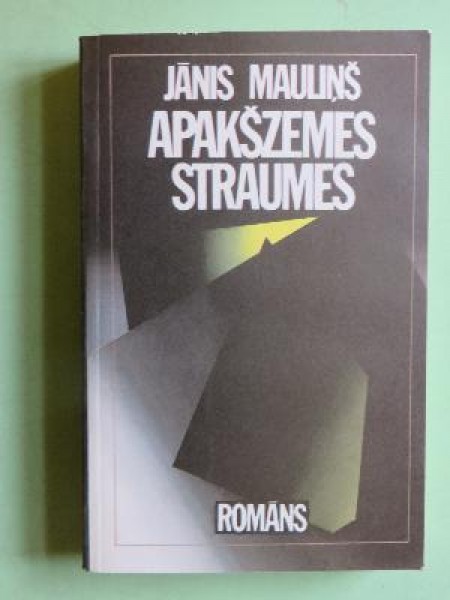 JĀNIS MAULIŅŠ
APAKŠZEMES
STRAUMES
ROMĀNS